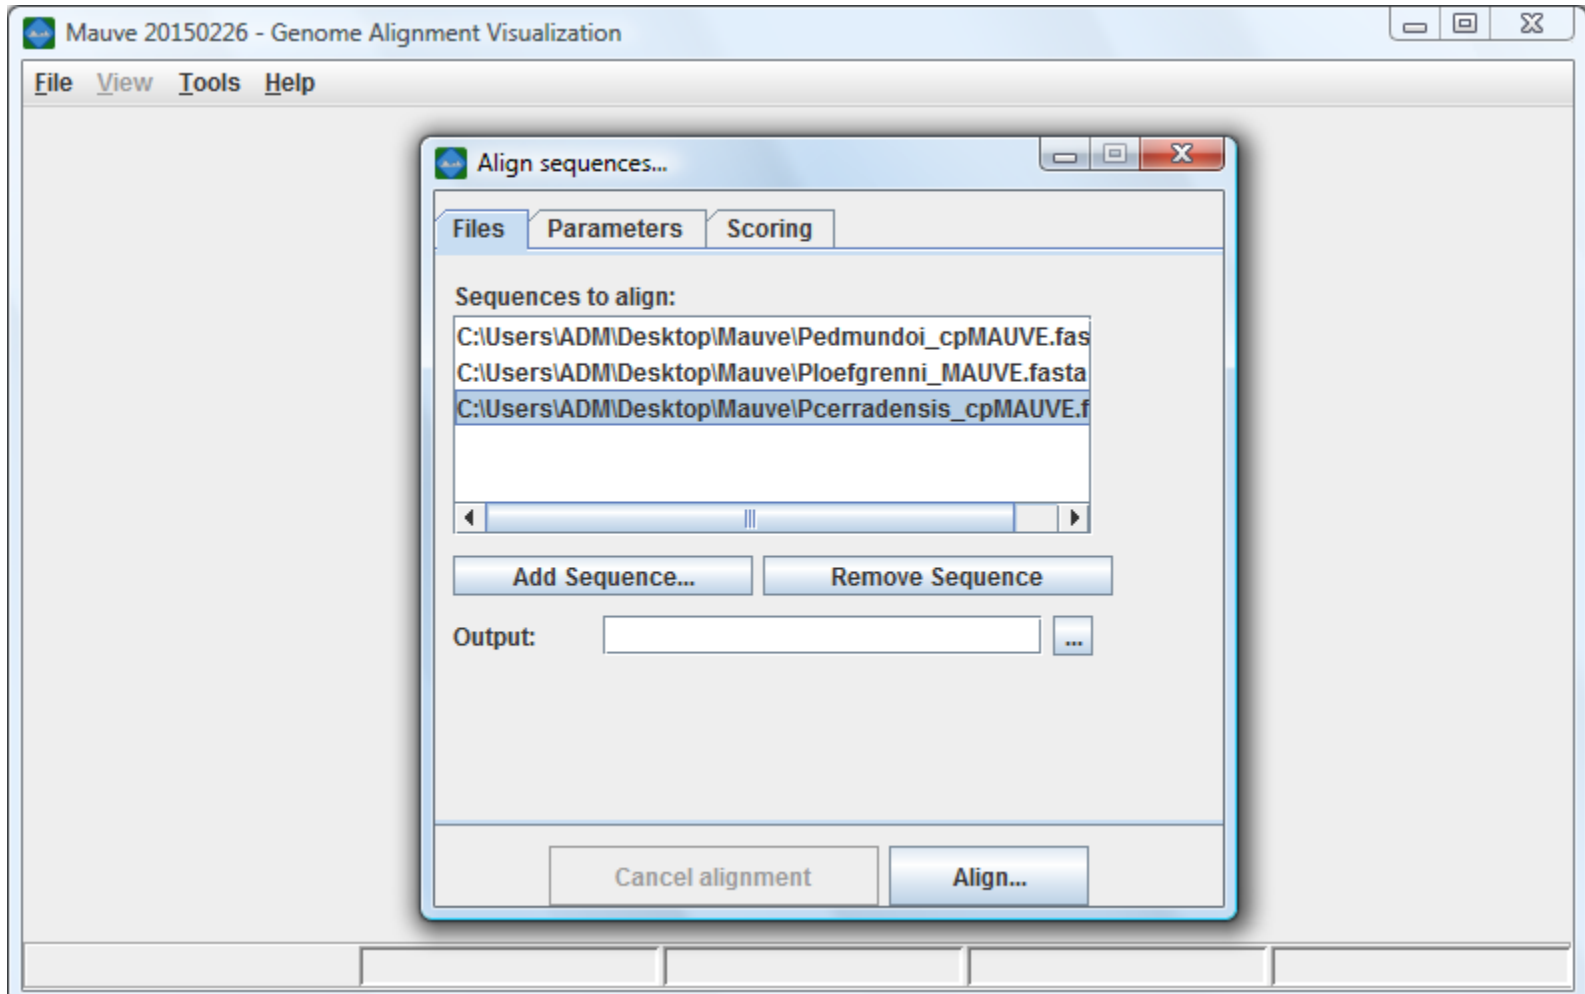 Mauve 20150226 - Genome Alignment Visualization
File View Tools Help
Align sequences...
Files Parameters Scoring
Sequences to align:
C:\Users\ADM\Desktop\Mauve\Pedmundoi_cpMAUVE.fas
C:\Users\ADM\Desktop\Mauve\Ploefgrenni_MAUVE.fasta
C:\Users\ADM\Desktop\Mauve\Pcerradensis_cpMAUVE.f
Add Sequence... Remove Sequence
Output: ...
Cancel alignment Align...